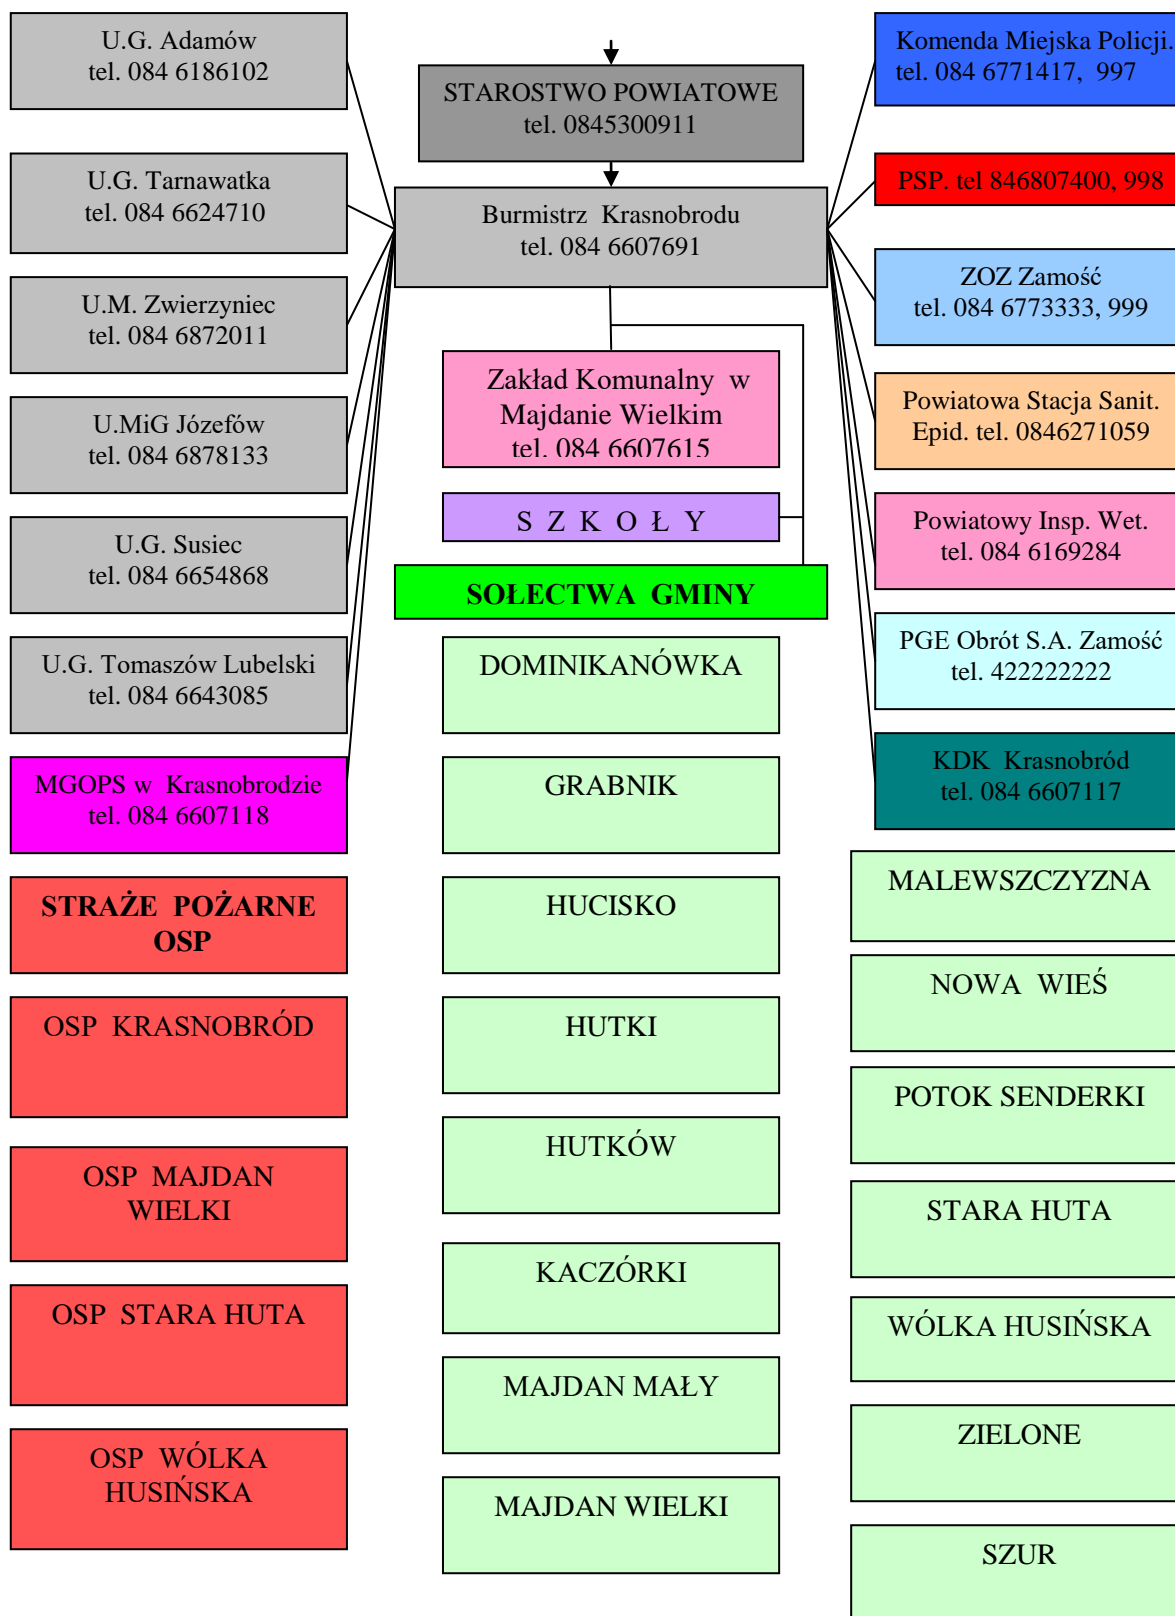 U.G. Adamów
tel. 084 6186102
U.G. Tarnawatka
tel. 084 6624710
U.M. Zwierzyniec
tel. 084 6872011
U.MiG Józefów
tel. 084 6878133
U.G. Susiec
tel. 084 6654868
U.G. Tomaszów Lubelski
tel. 084 6643085
MGOPS w Krasnobrodzie
tel. 084 6607118
STRAŻE POŻARNE
OSP
OSP KRASNOBRÓD
OSP MAJDAN
WIELKI
OSP STARA HUTA
OSP WÓLKA
HUSIŃSKA
STAROSTWO POWIATOWE
tel. 0845300911
Burmistrz Krasnobrodu
tel. 084 6607691
Zakład Komunalny w
Majdanie Wielkim
tel. 084 6607615
S Z K O Ł Y
SOŁECTWA GMINY
DOMINIKANÓWKA
GRABNIK
HUCISKO
HUTKI
HUTKÓW
KACZÓRKI
MAJDAN MAŁY
MAJDAN WIELKI
Komenda Miejska Policji.
tel. 084 6771417, 997
PSP. tel 846807400, 998
ZOZ Zamość
tel. 084 6773333, 999
Powiatowa Stacja Sanit.
Epid. tel. 0846271059
Powiatowy Insp. Wet.
tel. 084 6169284
PGE Obrót S.A. Zamość
tel. 422222222
KDK Krasnobród
tel. 084 6607117
MALEWSZCZYZNA
NOWA WIEŚ
POTOK SENDERKI
STARA HUTA
WÓLKA HUSIŃSKA
ZIELONE
SZUR